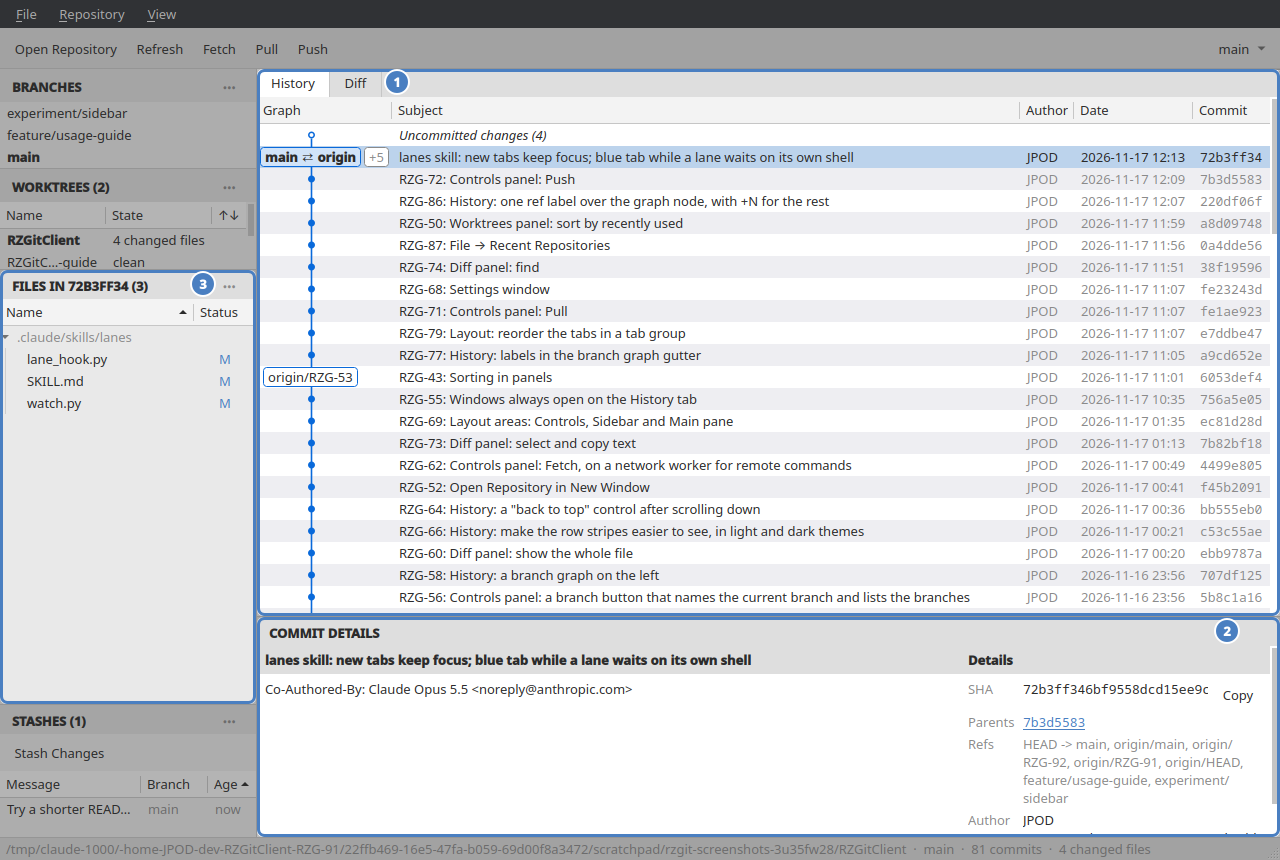 File Repository View
Open Repository Refresh Fetch Pull Push main
BRANCHES ...
experiment/sidebar
feature/usage-guide
main
WORKTREES (2) ...
Name State ↑↓
RZGitClient 4 changed files
RZGitC...-guide clean
FILES IN 72B3FF34 (3) 3 ...
Name Status
.claude/skills/lanes
lane_hook.py M
SKILL.md M
watch.py M
STASHES (1) ...
Stash Changes
Message Branch Age
Try a shorter READ... main now
History Diff 1
Graph Subject Author Date Commit
Uncommitted changes (4)
main ⇄ origin +5 lanes skill: new tabs keep focus; blue tab while a lane waits on its own shell JPOD 2026-11-17 12:13 72b3ff34
RZG-72: Controls panel: Push JPOD 2026-11-17 12:09 7b3d5583
RZG-86: History: one ref label over the graph node, with +N for the rest JPOD 2026-11-17 12:07 220df06f
RZG-50: Worktrees panel: sort by recently used JPOD 2026-11-17 11:59 a8d09748
RZG-87: File → Recent Repositories JPOD 2026-11-17 11:56 0a4dde56
RZG-74: Diff panel: find JPOD 2026-11-17 11:51 38f19596
RZG-68: Settings window JPOD 2026-11-17 11:07 fe23243d
RZG-71: Controls panel: Pull JPOD 2026-11-17 11:07 fe1ae923
RZG-79: Layout: reorder the tabs in a tab group JPOD 2026-11-17 11:07 e7ddbe47
RZG-77: History: labels in the branch graph gutter JPOD 2026-11-17 11:05 a9cd652e
origin/RZG-53 RZG-43: Sorting in panels JPOD 2026-11-17 11:01 6053def4
RZG-55: Windows always open on the History tab JPOD 2026-11-17 10:35 756a5e05
RZG-69: Layout areas: Controls, Sidebar and Main pane JPOD 2026-11-17 01:35 ec81d28d
RZG-73: Diff panel: select and copy text JPOD 2026-11-17 01:13 7b82bf18
RZG-62: Controls panel: Fetch, on a network worker for remote commands JPOD 2026-11-17 00:49 4499e805
RZG-52: Open Repository in New Window JPOD 2026-11-17 00:41 f45b2091
RZG-64: History: a "back to top" control after scrolling down JPOD 2026-11-17 00:36 bb555eb0
RZG-66: History: make the row stripes easier to see, in light and dark themes JPOD 2026-11-17 00:21 c53c55ae
RZG-60: Diff panel: show the whole file JPOD 2026-11-17 00:20 ebb9787a
RZG-58: History: a branch graph on the left JPOD 2026-11-16 23:56 707df125
RZG-56: Controls panel: a branch button that names the current branch and lists the branches JPOD 2026-11-16 23:56 5b8c1a16
COMMIT DETAILS 2
lanes skill: new tabs keep focus; blue tab while a lane waits on its own shell
Co-Authored-By: Claude Opus 5.5 <noreply@anthropic.com>
Details
SHA 72b3ff346bf9558dcd15ee9c Copy
Parents 7b3d5583
Refs HEAD -> main, origin/main, origin/
RZG-92, origin/RZG-91, origin/HEAD,
feature/usage-guide, experiment/
sidebar
Author JPOD
/tmp/claude-1000/-home-JPOD-dev-RZGitClient-RZG-91/22ffb469-16e5-47fa-b059-69d00f8a3472/scratchpad/rzgit-screenshots-3u35fw28/RZGitClient · main · 81 commits · 4 changed files